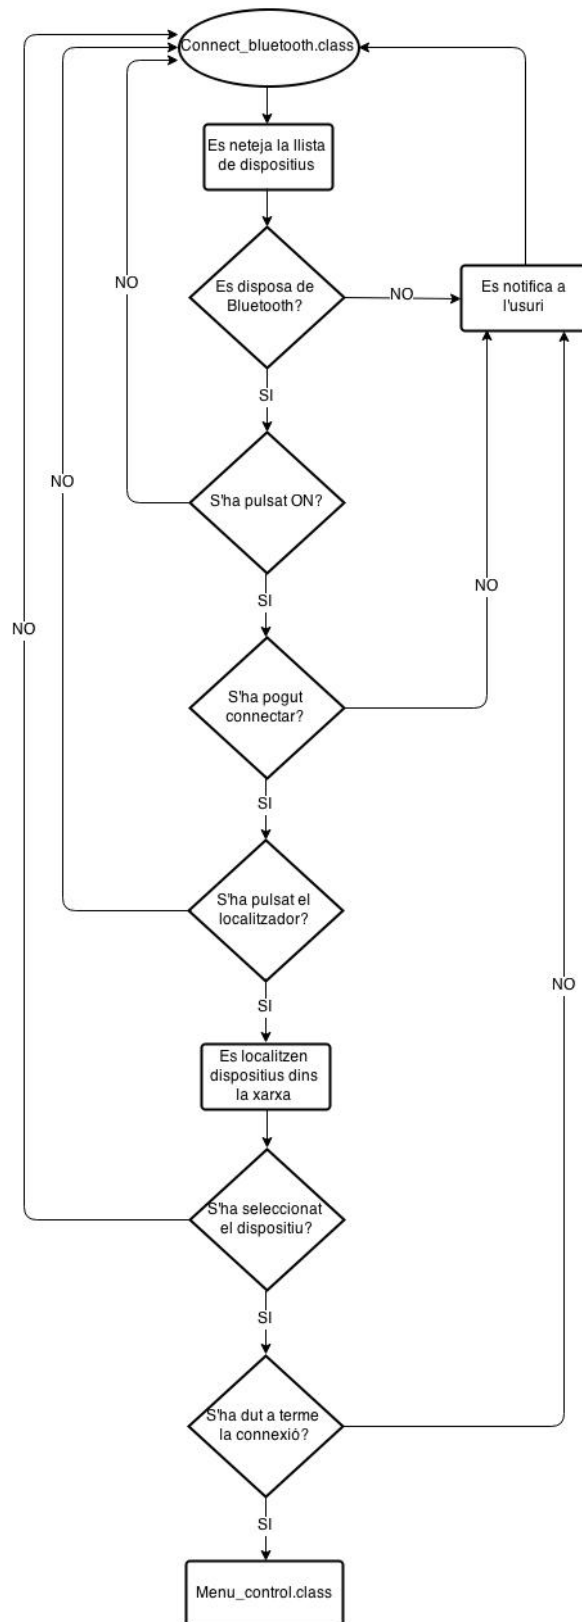 Connect_bluetooth.class
Es neteja la llista
de dispositius
NO
Es disposa de
Bluetooth?
NO
Es notifica a
l'usuri
SI
NO
S'ha pulsat ON?
NO
SI
NO
S'ha pogut
connectar?
SI
S'ha pulsat el
localitzador?
NO
SI
Es localitzen
dispositius dins
la xarxa
S'ha seleccionat
el dispositiu?
SI
S'ha dut a terme
la connexió?
SI
Menu_control.class